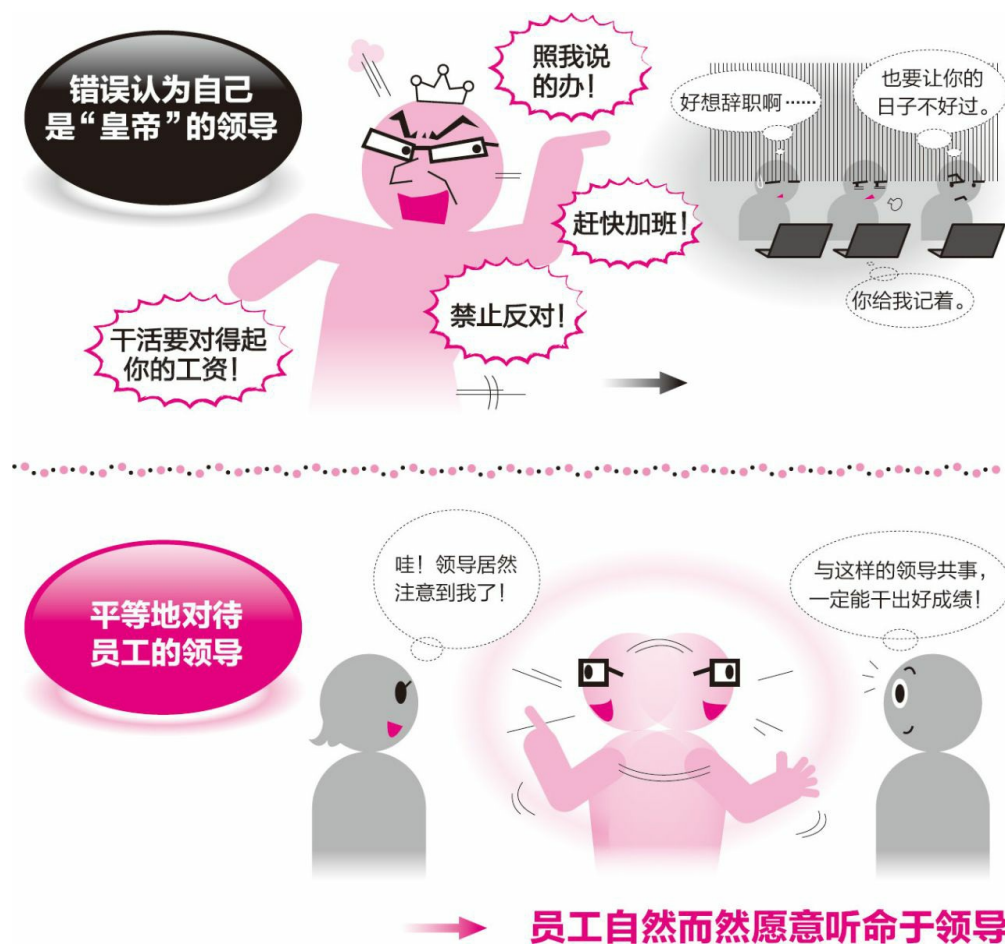 错误认为自己
是“皇帝”的领导
照我说
的办！
好想辞职啊……
也要让你的
日子不好过。
赶快加班！
禁止反对！
你给我记着。
干活要对得起
你的工资！
平等地对待
员工的领导
哇！领导居然
注意到我了！
与这样的领导共事，
一定能干出好成绩！
员工自然而然愿意听命于领导